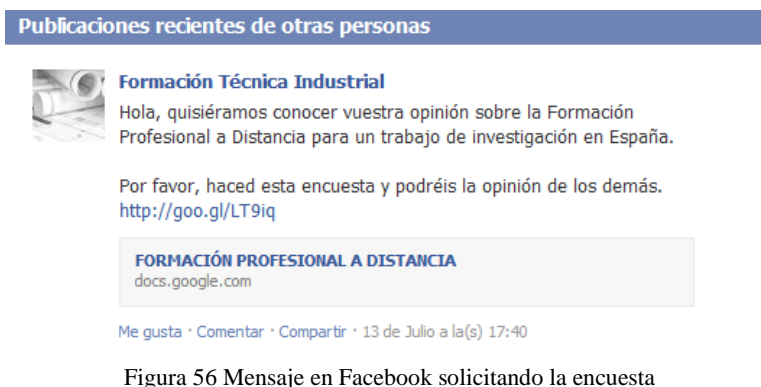 Publicaciones recientes de otras personas
Formación Técnica Industrial
Hola, quisiéramos conocer vuestra opinión sobre la Formación
Profesional a Distancia para un trabajo de investigación en España.
Por favor, haced esta encuesta y podréis la opinión de los demás.
http://goo.gl/LT9iq
FORMACIÓN PROFESIONAL A DISTANCIA
docs.google.com
Me gusta · Comentar · Compartir · 13 de Julio a la(s) 17:40
Figura 56 Mensaje en Facebook solicitando la encuesta